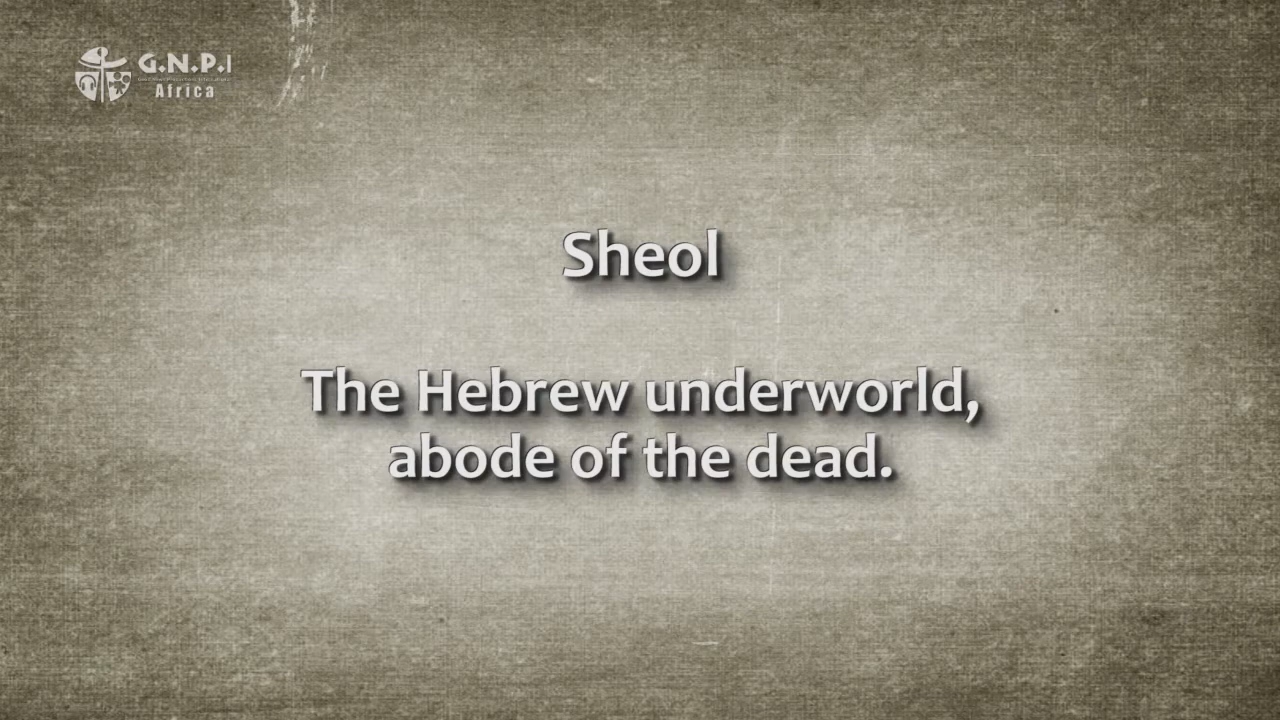 G.N.P.I
Africa
Sheol
The Hebrew underworld,
abode of the dead.